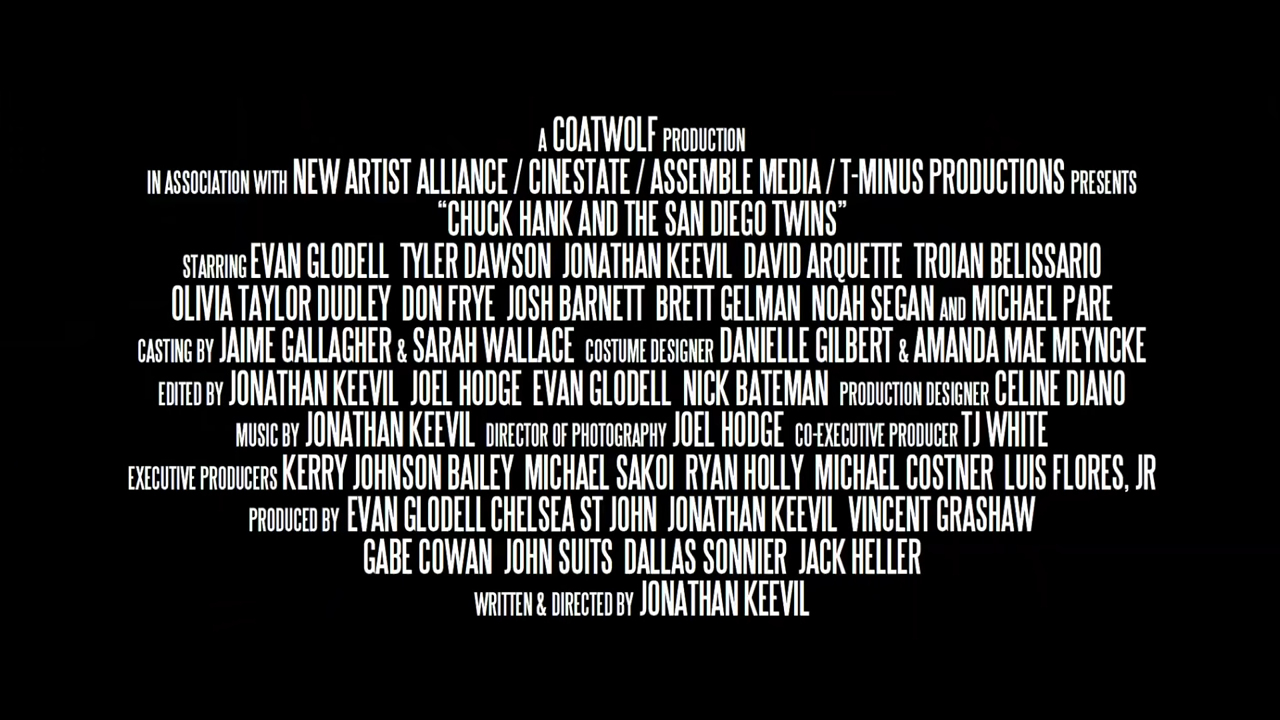 A COATWOLF PRODUCTION
IN ASSOCIATION WITH NEW ARTIST ALLIANCE / CINESTATE / ASSEMBLE MEDIA / T-MINUS PRODUCTIONS PRESENTS
“CHUCK HANK AND THE SAN DIEGO TWINS”
STARRING EVAN GLODELL TYLER DAWSON JONATHAN KEEVIL DAVID ARQUETTE TROIAN BELISSARIO
OLIVIA TAYLOR DUDLEY DON FRYE JOSH BARNETT BRETT GELMAN NOAH SEGAN AND MICHAEL PARE
CASTING BY JAIME GALLAGHER & SARAH WALLACE COSTUME DESIGNER DANIELLE GILBERT & AMANDA MAE MEYNCKE
EDITED BY JONATHAN KEEVIL JOEL HODGE EVAN GLODELL NICK BATEMAN PRODUCTION DESIGNER CELINE DIANO
MUSIC BY JONATHAN KEEVIL DIRECTOR OF PHOTOGRAPHY JOEL HODGE CO-EXECUTIVE PRODUCER TJ WHITE
EXECUTIVE PRODUCERS KERRY JOHNSON BAILEY MICHAEL SAKOI RYAN HOLLY MICHAEL COSTNER LUIS FLORES, JR
PRODUCED BY EVAN GLODELL CHELSEA ST JOHN JONATHAN KEEVIL VINCENT GRASHAW
GABE COWAN JOHN SUITS DALLAS SONNIER JACK HELLER
WRITTEN & DIRECTED BY JONATHAN KEEVIL